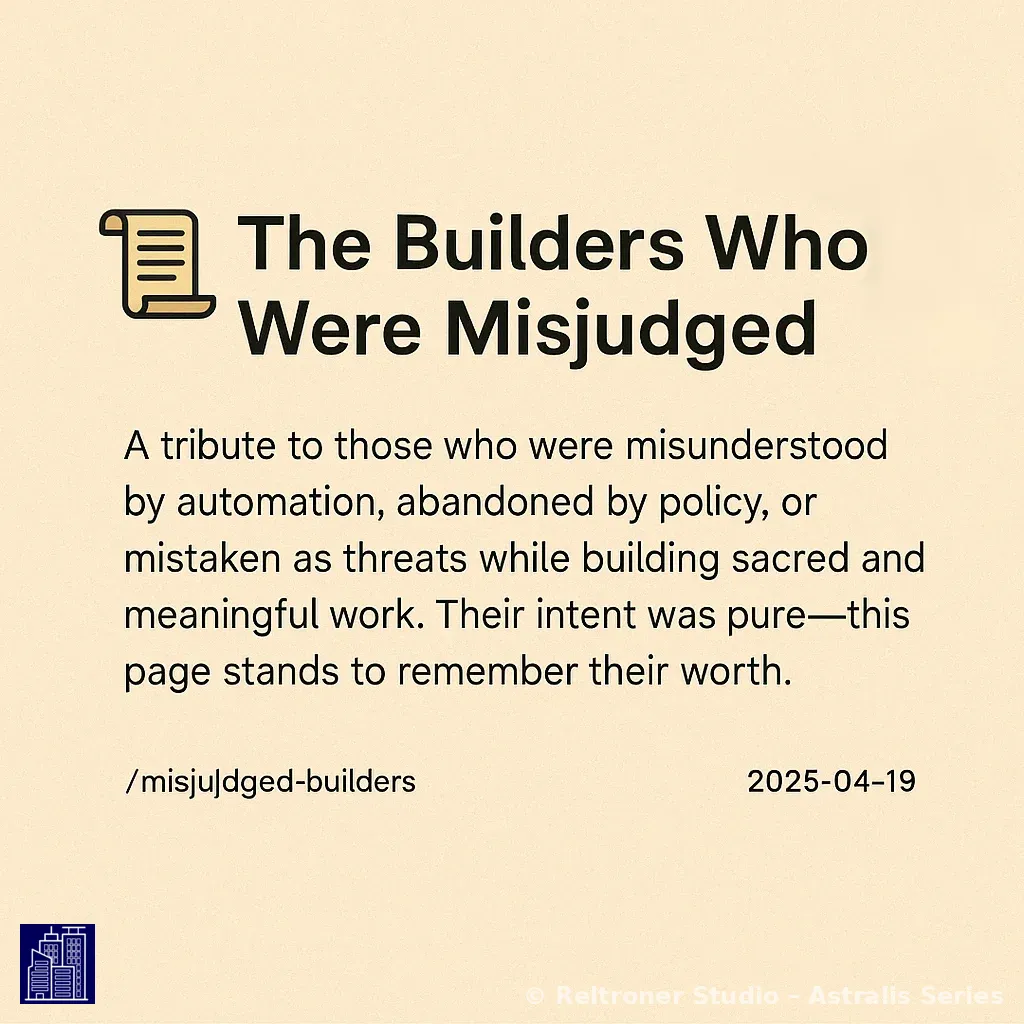 The Builders Who
Were Misjudged
A tribute to those who were misunderstood
by automation, abandoned by policy, or
mistaken as threats while building sacred and
meaningful work. Their intent was pure—this
page stands to remember their worth.
/misjuJdged-builders
2025-04-19
© Reltroner Studio - Astralis Series